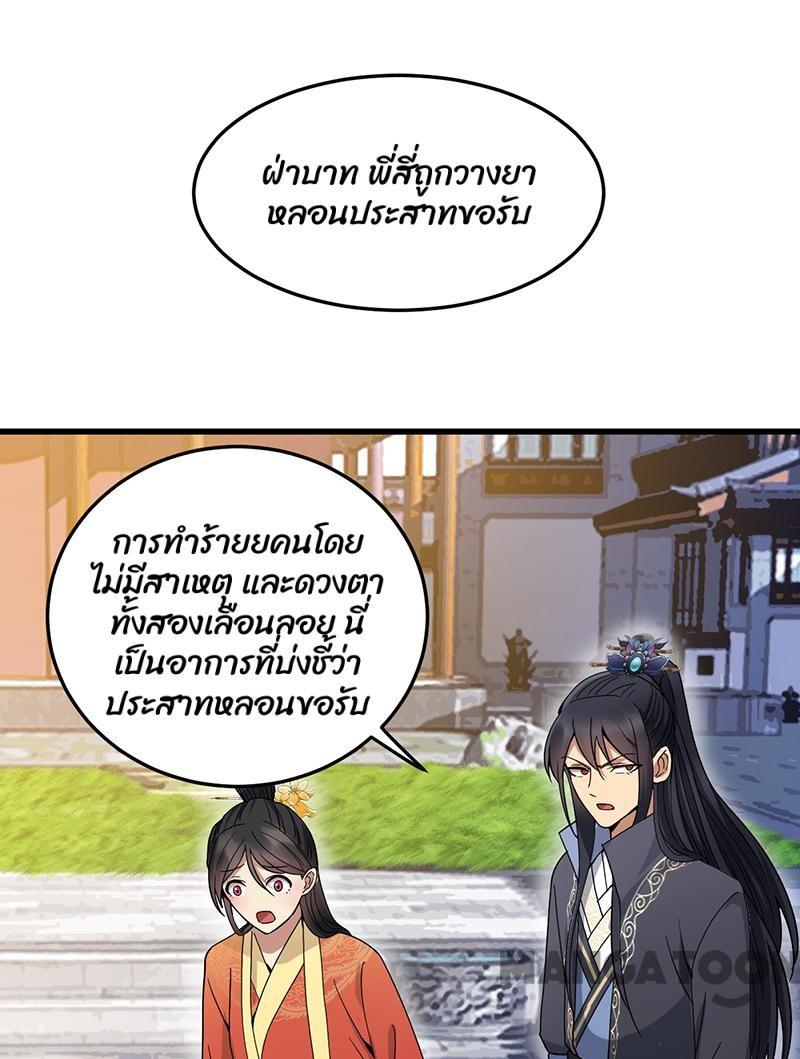 ฝ่าบาท พี่สี่ถูกวางยา
หลอนประสาทขอรับ
การทำร้ายยคนโดย
ไม่มีสาเหตุ และดวงตา
ทั้งสองเลื่อนลอย นี่
เป็นอาการที่บ่งชี้ว่า
ประสาทหลอนขอรับ
MANGA TOON